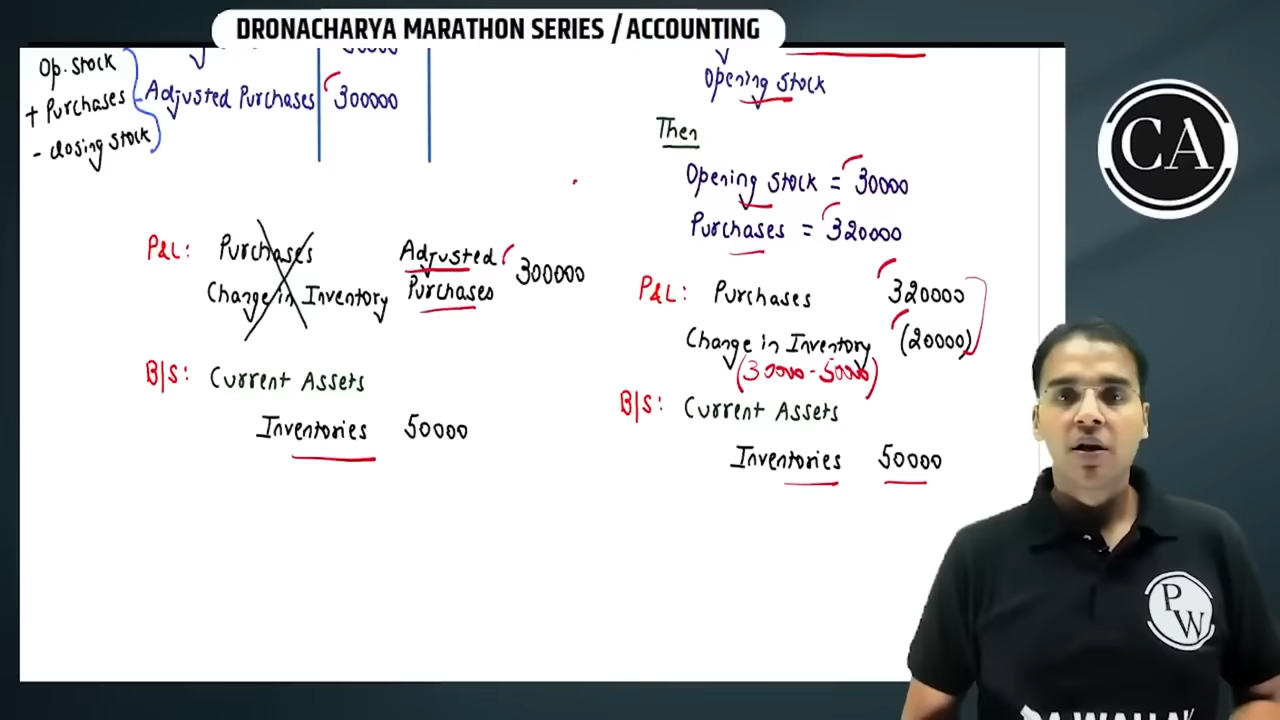 DRONACHARYA MARATHON SERIES / ACCOUNTING
Op. Stock
+ Purchases
- closing stock
Adjusted Purchases 300000
P&L: Purchases
Change in Inventory
Adjusted
Purchases
300000
B|S: Current Assets
Inventories 50000
Opening Stock
Then
Opening Stock = 30000
Purchases = 320000
P&L: Purchases 320000
Change in Inventory (20000)
(30000-50000)
B|S: Current Assets
Inventories 50000
CA
PW